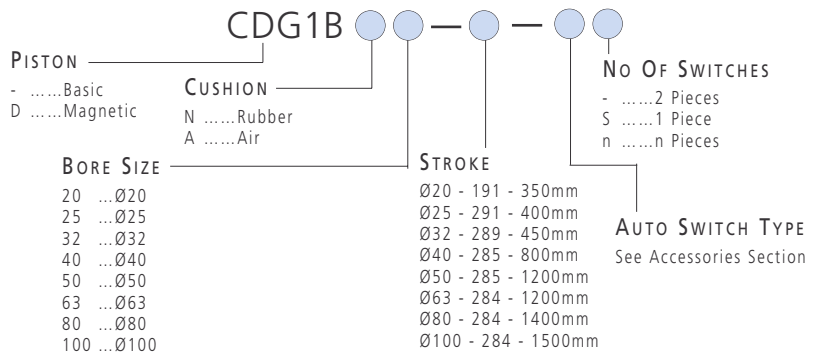 CDG1B — —
PISTON
- ......Basic
D ......Magnetic
CUSHION
N ......Rubber
A ......Air
NO OF SWITCHES
- ......2 Pieces
S ......1 Piece
n ......n Pieces
BORE SIZE
20 ...Ø20
25 ...Ø25
32 ...Ø32
40 ...Ø40
50 ...Ø50
63 ...Ø63
80 ...Ø80
100 ...Ø100
STROKE
Ø20 - 191 - 350mm
Ø25 - 291 - 400mm
Ø32 - 289 - 450mm
Ø40 - 285 - 800mm
Ø50 - 285 - 1200mm
Ø63 - 284 - 1200mm
Ø80 - 284 - 1400mm
Ø100 - 284 - 1500mm
AUTO SWITCH TYPE
See Accessories Section